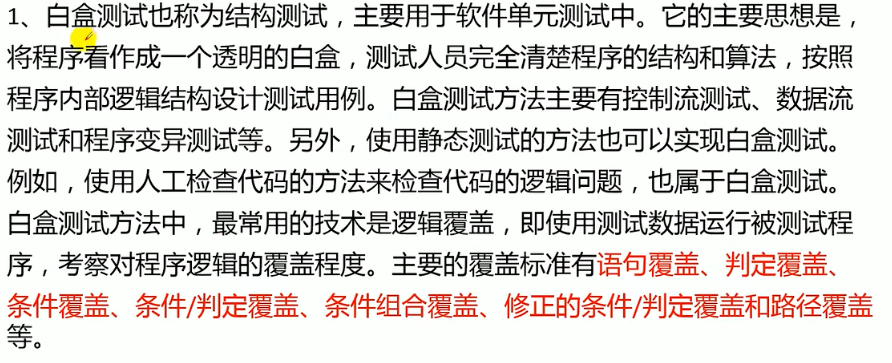 1、白盒测试也称为结构测试，主要用于软件单元测试中。它的主要思想是，
将程序看作成一个透明的白盒，测试人员完全清楚程序的结构和算法，按照
程序内部逻辑结构设计测试用例。白盒测试方法主要有控制流测试、数据流
测试和程序变异测试等。另外，使用静态测试的方法也可以实现白盒测试。
例如，使用人工检查代码的方法来检查代码的逻辑问题，也属于白盒测试。
白盒测试方法中，最常用的技术是逻辑覆盖，即使用测试数据运行被测试程
序，考察对程序逻辑的覆盖程度。主要的覆盖标准有语句覆盖、判定覆盖、
条件覆盖、条件/判定覆盖、条件组合覆盖、修正的条件/判定覆盖和路径覆盖
等。